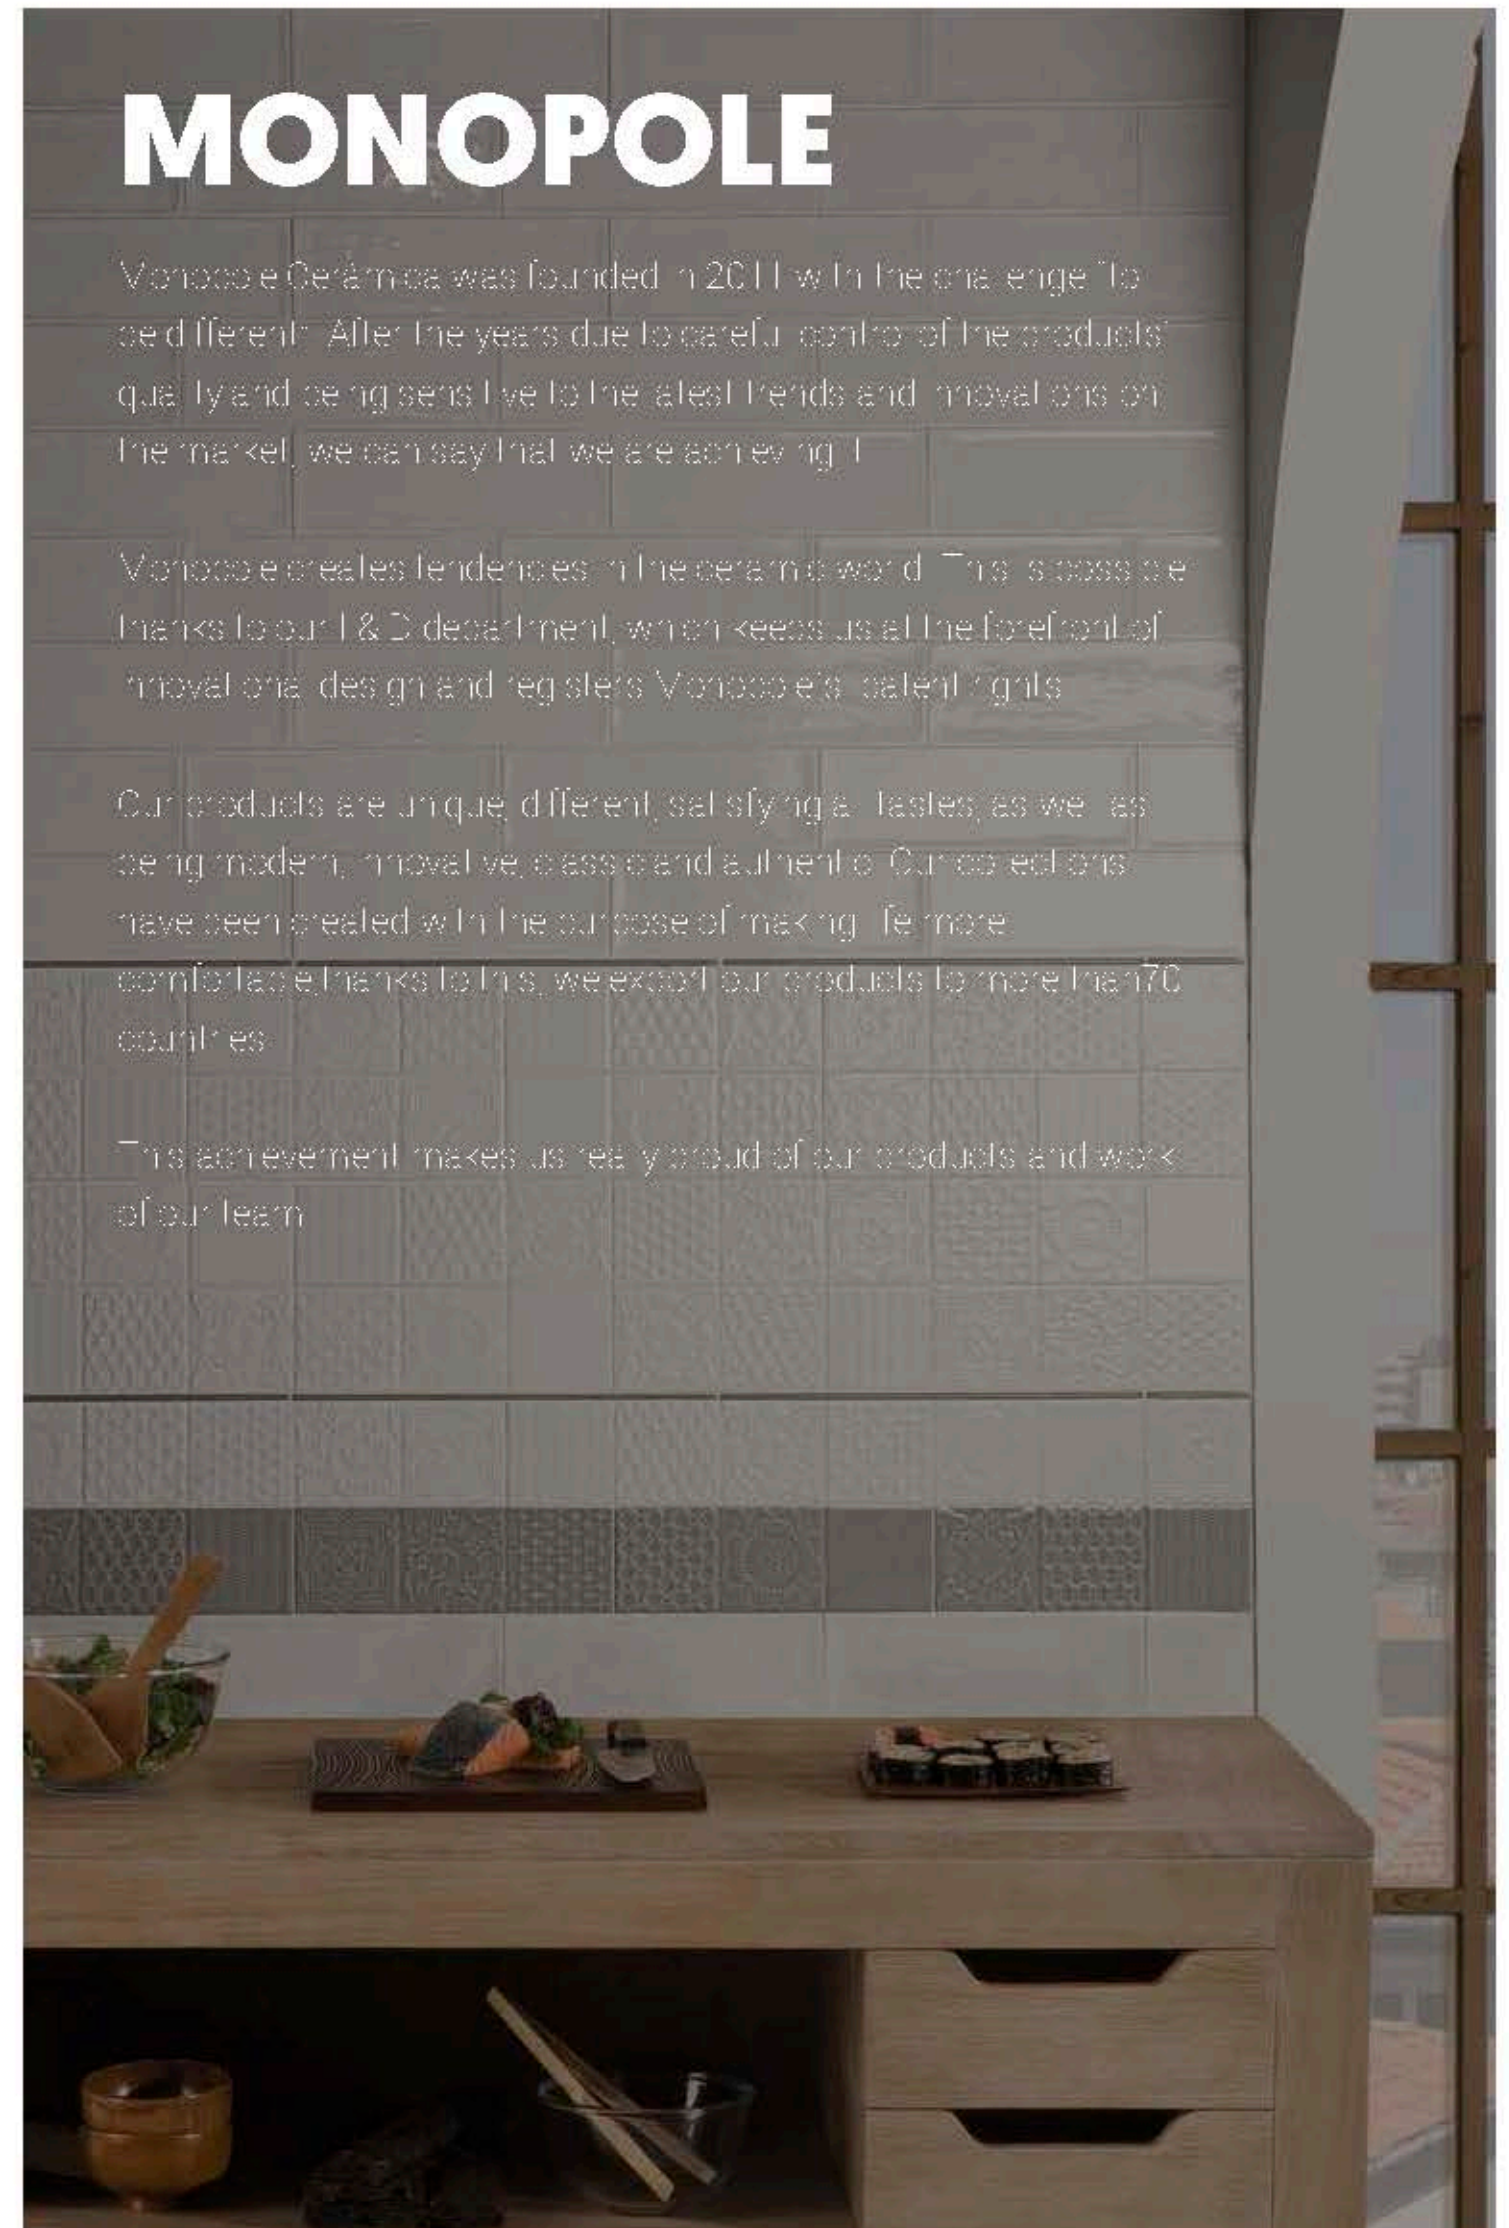 MONOPOLE
Monopole Cerámica was founded in 2011 with the challenge "to
be different". After the years due to careful control of the products'
quality and being sensitive to the latest trends and innovations on
the market, we can say that we are achieving it.
Monopole creates tendencies in the ceramic world. This is possible
thanks to our I & D department, which keeps us at the forefront of
innovational design and registers Monopole's patent rights.
Our products are unique, different, satisfying all tastes, as well as
being modern, innovative, classic and authentic. Our collections
have been created with the purpose of making life more
comfortable,thanks to this, we export our products to more than70
countries.
This achievement makes us really proud of our products and work
of our team.